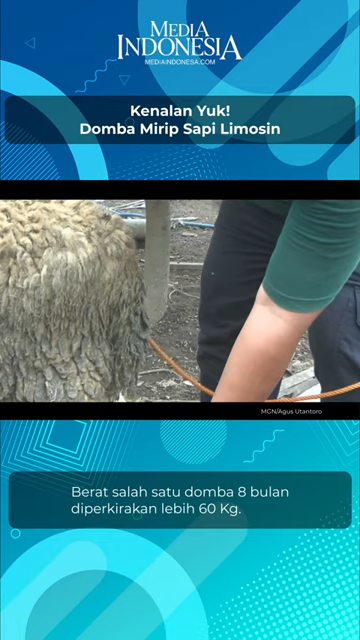 MEDIA
INDONESIA
MEDIAINDONESA.COM
Kenalan Yuk!
Domba Mirip Sapi Limosin
MGN/Agus Utantoro
Berat salah satu domba 8 bulan
diperkirakan lebih 60 Kg.